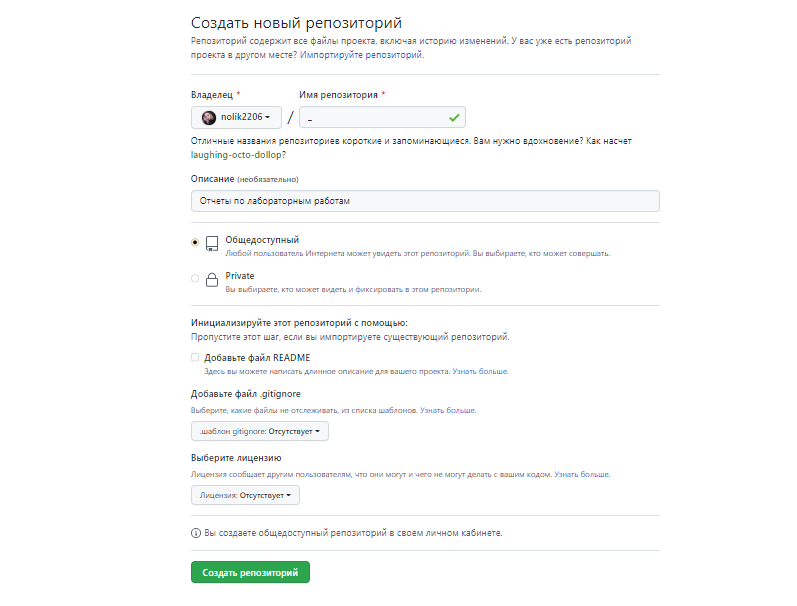 Создать новый репозиторий
Репозиторий содержит все файлы проекта, включая историю изменений. У вас уже есть репозиторий
проекта в другом месте? Импортируйте репозиторий.
Владелец * Имя репозитория *
nolik2206 / _
Отличные названия репозиториев короткие и запоминающиеся. Вам нужно вдохновение? Как насчет
laughing-octo-dollop?
Описание (необязательно)
Отчеты по лабораторным работам
Общедоступный
Любой пользователь Интернета может увидеть этот репозиторий. Вы выбираете, кто может совершать.
Private
Вы выбираете, кто может видеть и фиксировать в этом репозитории.
Инициализируйте этот репозиторий с помощью:
Пропустите этот шаг, если вы импортируете существующий репозиторий.
Добавьте файл README
Здесь вы можете написать длинное описание для вашего проекта. Узнать больше.
Добавьте файл .gitignore
Выберите, какие файлы не отслеживать, из списка шаблонов. Узнать больше.
.шаблон gitignore: Отсутствует
Выберите лицензию
Лицензия сообщает другим пользователям, что они могут и чего не могут делать с вашим кодом. Узнать больше.
Лицензия: Отсутствует
Вы создаете общедоступный репозиторий в своем личном кабинете.
Создать репозиторий